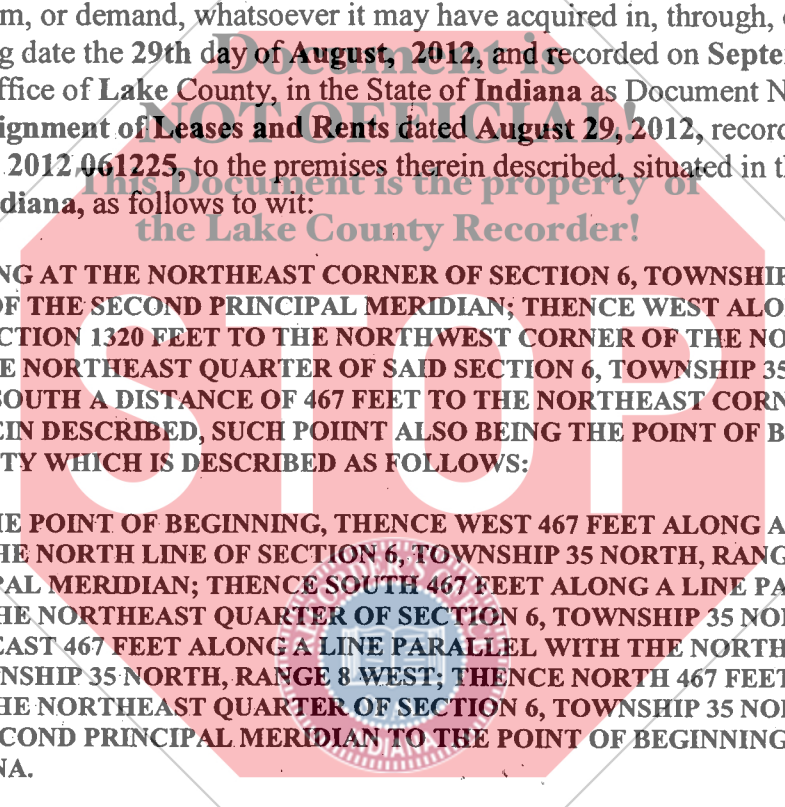 m, or demand, whatsoever it may have acquired in, through,
g date the 29th day of August, 2012, and recorded on Septe
ffice of Lake County, in the State of Indiana as Document N
ignment of Leases and Rents dated August 29, 2012, recor
2012 061225, to the premises therein described, situated in t
diana, as follows to wit:
Document is
NOT OFFICIAL!
This Document is the property of
the Lake County Recorder!
STOP
NG AT THE NORTHEAST CORNER OF SECTION 6, TOWNSHIP
OF THE SECOND PRINCIPAL MERIDIAN; THENCE WEST ALO
CTION 1320 FEET TO THE NORTHWEST CORNER OF THE NO
E NORTHEAST QUARTER OF SAID SECTION 6, TOWNSHIP 35
SOUTH A DISTANCE OF 467 FEET TO THE NORTHEAST CORN
EIN DESCRIBED, SUCH POIINT ALSO BEING THE POINT OF B
TY WHICH IS DESCRIBED AS FOLLOWS:
HE POINT OF BEGINNING, THENCE WEST 467 FEET ALONG A
HE NORTH LINE OF SECTION 6, TOWNSHIP 35 NORTH, RANG
PAL MERIDIAN; THENCE SOUTH 467 FEET ALONG A LINE PA
HE NORTHEAST QUARTER OF SECTION 6, TOWNSHIP 35 NO
EAST 467 FEET ALONG A LINE PARALLEL WITH THE NORTH
NSHIP 35 NORTH, RANGE 8 WEST; THENCE NORTH 467 FEET
HE NORTHEAST QUARTER OF SECTION 6, TOWNSHIP 35 NOR
COND PRINCIPAL MERIDIAN TO THE POINT OF BEGINNING
NA.
RECORDER'S OFFICE
INDIANA